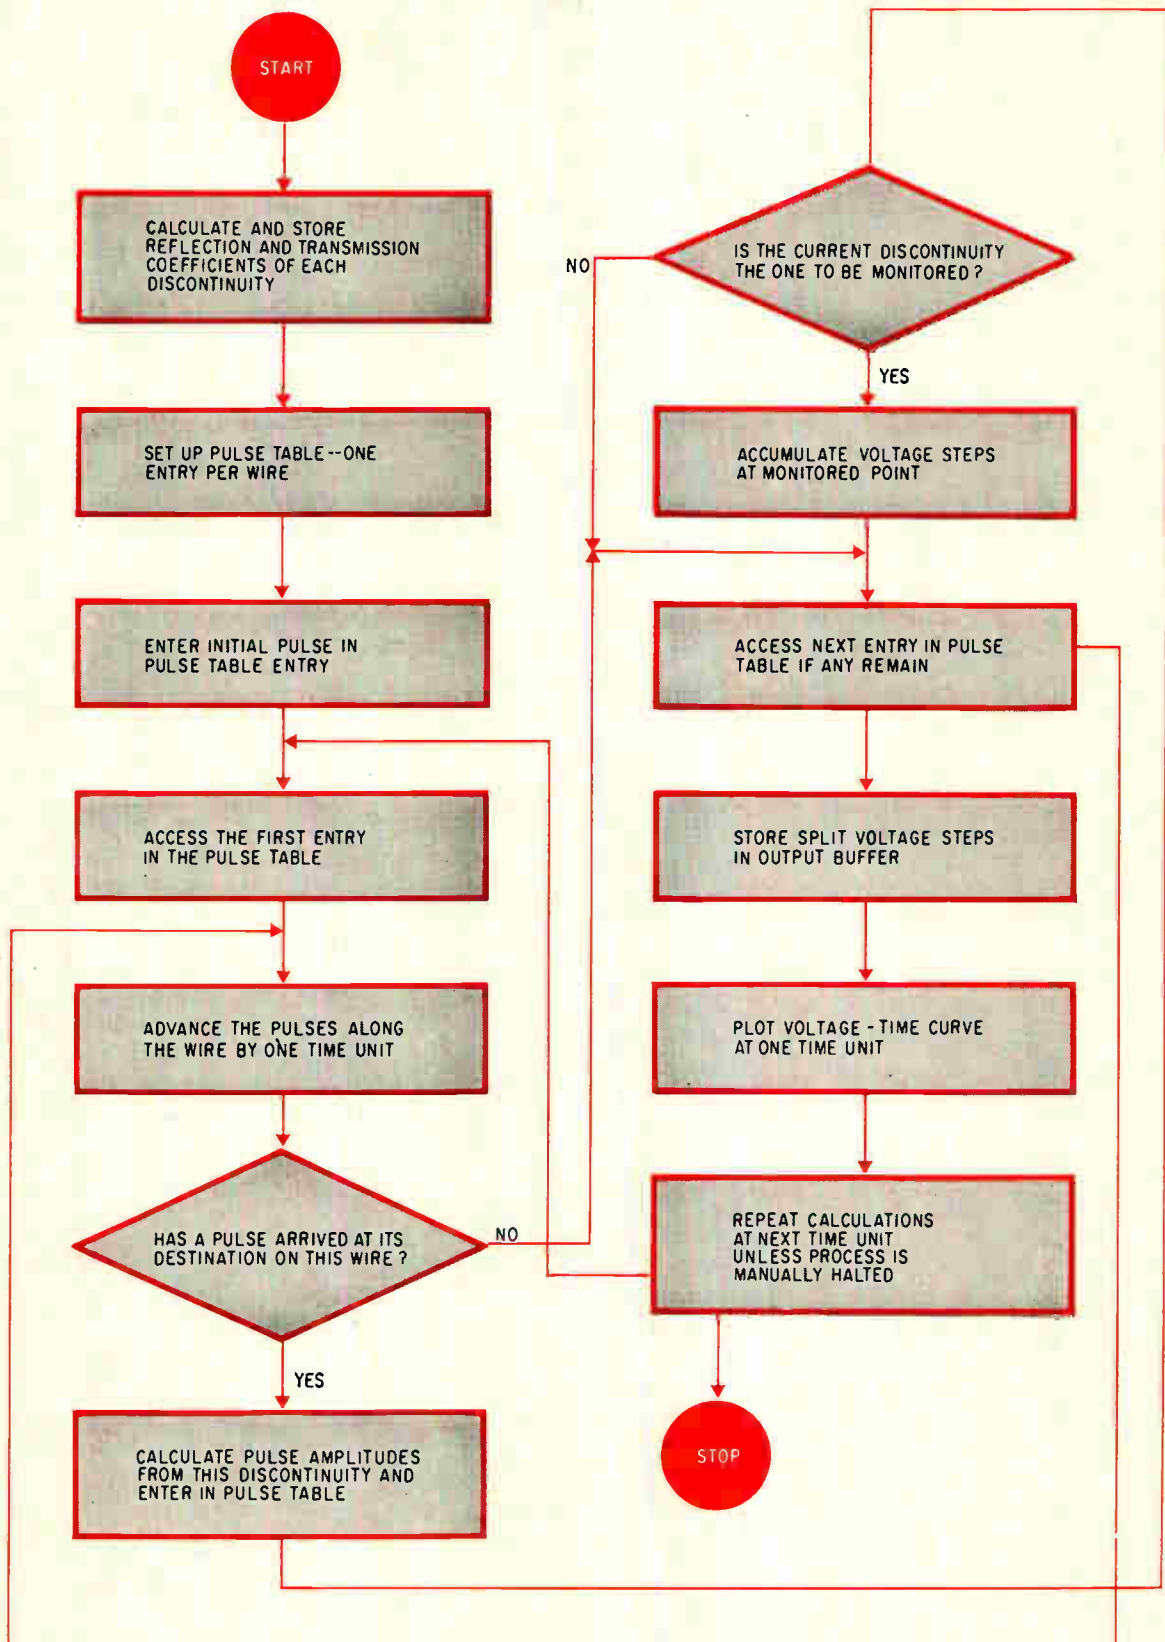 START
CALCULATE AND STORE
REFLECTION AND TRANSMISSION
COEFFICIENTS OF EACH
DISCONTINUITY
SET UP PULSE TABLE--ONE
ENTRY PER WIRE
ENTER INITIAL PULSE IN
PULSE TABLE ENTRY
ACCESS THE FIRST ENTRY
IN THE PULSE TABLE
ADVANCE THE PULSES ALONG
THE WIRE BY ONE TIME UNIT
HAS A PULSE ARRIVED AT ITS
DESTINATION ON THIS WIRE?
NO
YES
CALCULATE PULSE AMPLITUDES
FROM THIS DISCONTINUITY AND
ENTER IN PULSE TABLE
IS THE CURRENT DISCONTINUITY
THE ONE TO BE MONITORED?
NO
YES
ACCUMULATE VOLTAGE STEPS
AT MONITORED POINT
ACCESS NEXT ENTRY IN PULSE
TABLE IF ANY REMAIN
STORE SPLIT VOLTAGE STEPS
IN OUTPUT BUFFER
PLOT VOLTAGE-TIME CURVE
AT ONE TIME UNIT
REPEAT CALCULATIONS
AT NEXT TIME UNIT
UNLESS PROCESS IS
MANUALLY HALTED
STOP